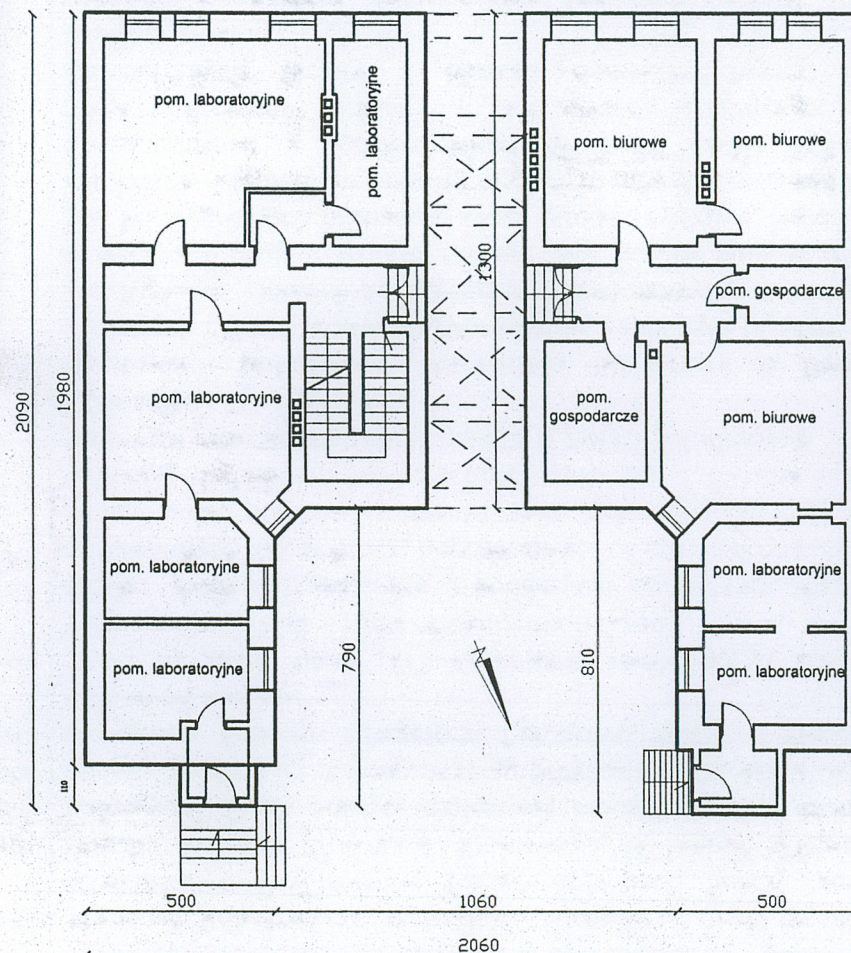 pom. laboratoryjne
pom. laboratoryjne
pom. biurowe
pom. biurowe
1300
pom. gospodarcze
2090
1980
pom. laboratoryjne
pom.
gospodarcze
pom. biurowe
pom. laboratoryjne
pom. laboratoryjne
790
810
pom. laboratoryjne
pom. laboratoryjne
110
N
500
1060
500
2060